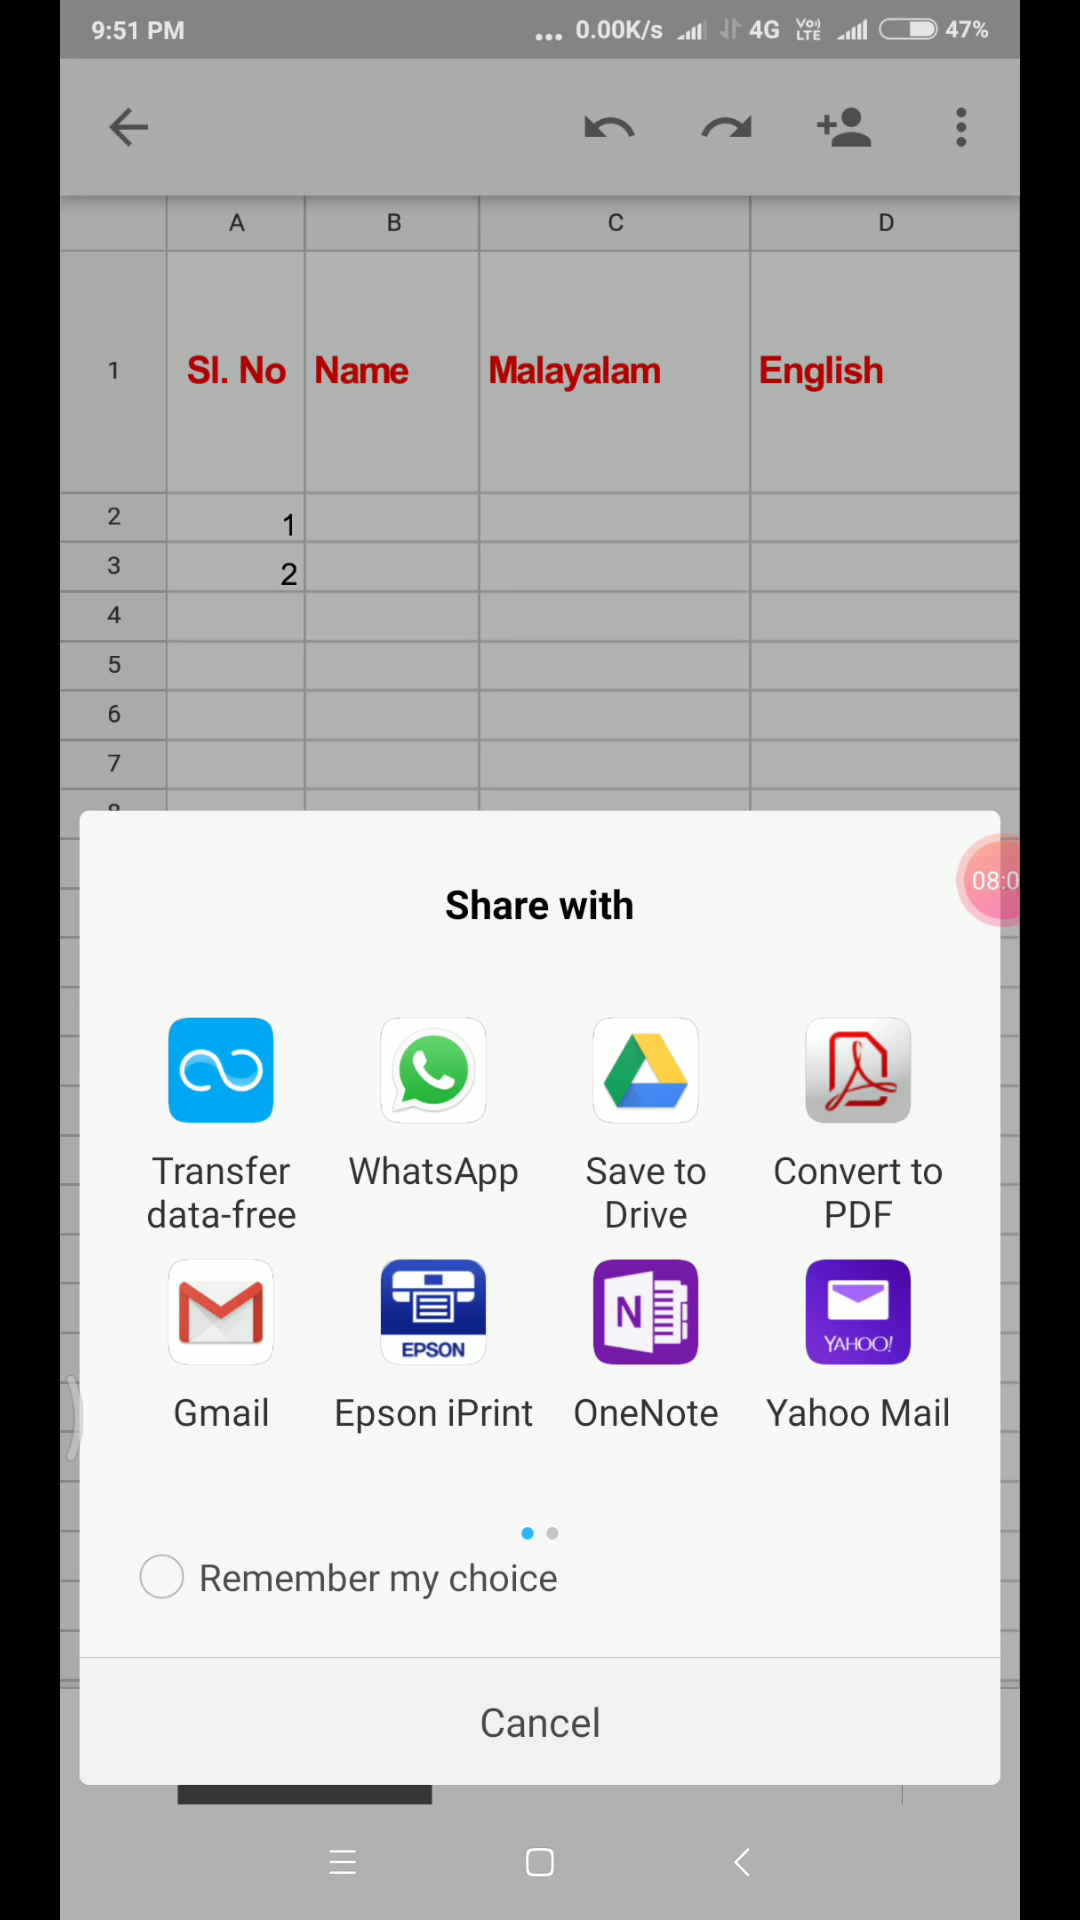 9:51 PM ... 0.00K/s 4G VoLTE 47%
A B C D
1 Sl. No Name Malayalam English
2 1
3 2
4
5
6
7
Share with
08:0
Transfer data-free
WhatsApp
Save to Drive
Convert to PDF
EPSON
YAHOO!
Gmail
Epson iPrint
OneNote
Yahoo Mail
Remember my choice
Cancel